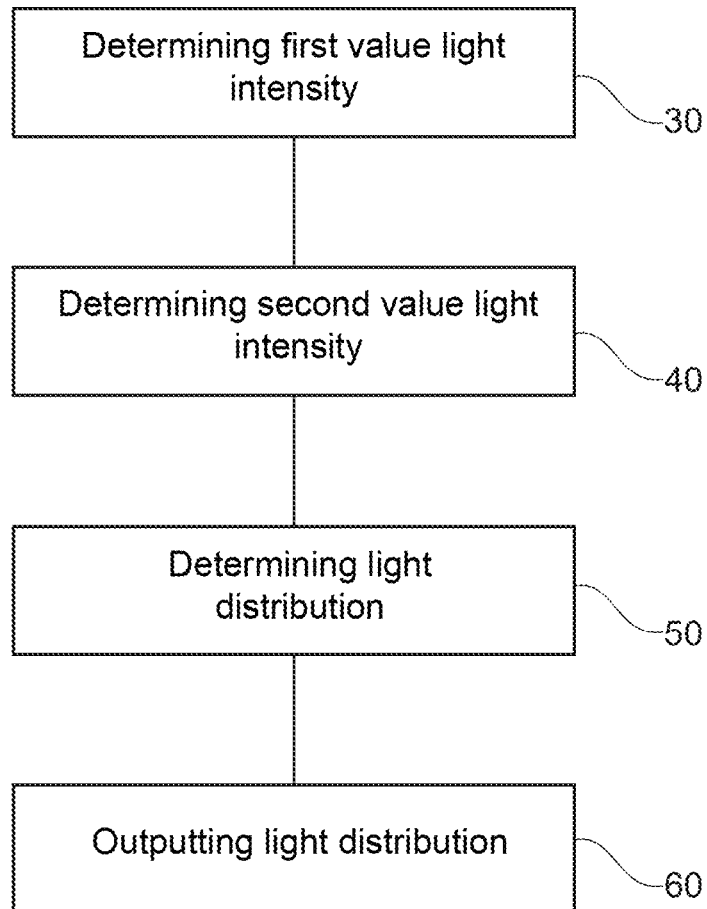 Determining first value light
intensity
30
Determining second value light
intensity
40
Determining light
distribution
50
Outputting light distribution
60